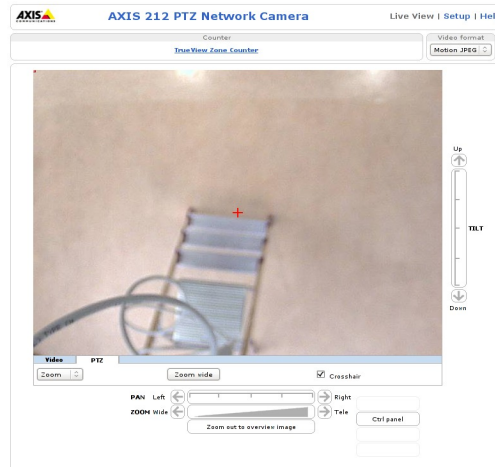 AXIS COMMUNICATIONS
AXIS 212 PTZ Network Camera
Live View | Setup | Hel
Counter
TrueView Zone Counter
Video format
Motion JPEG
Up
TILT
Down
Video
PTZ
Zoom
Zoom wide
Crosshair
PAN Left
Right
ZOOM Wide
Tele
Zoom out to overview image
Ctrl panel